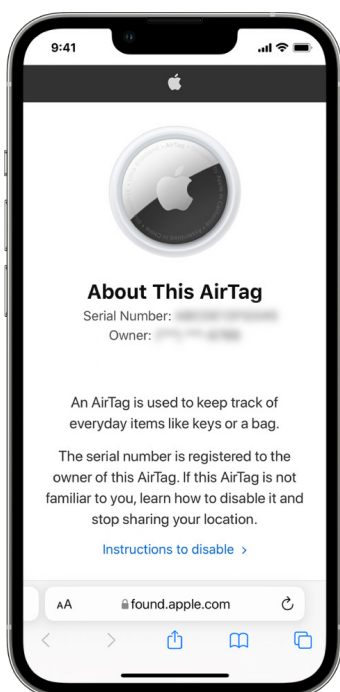 9:41
About This AirTag
Serial Number:
Owner:
An AirTag is used to keep track of
everyday items like keys or a bag.
The serial number is registered to the
owner of this AirTag. If this AirTag is not
familiar to you, learn how to disable it and
stop sharing your location.
Instructions to disable >
AA
found.apple.com